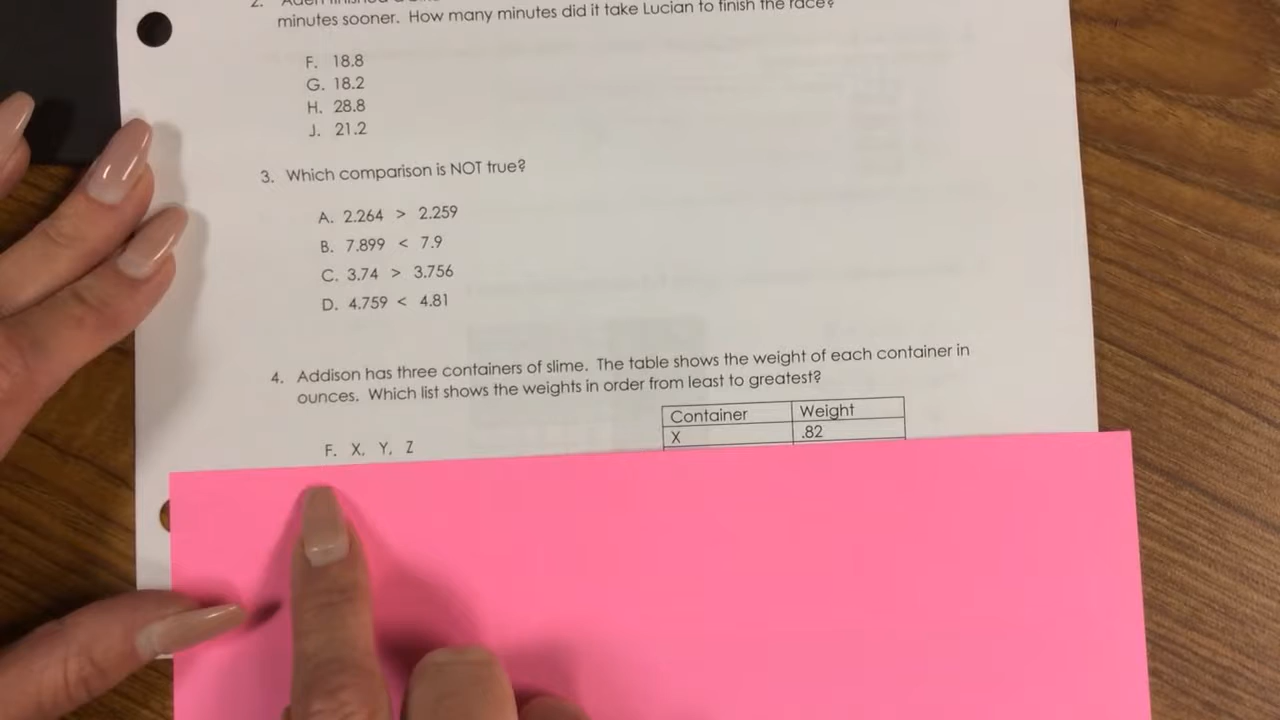 minutes sooner. How many minutes did it take Lucian to finish the race?
F. 18.8
G. 18.2
H. 28.8
J. 21.2
3. Which comparison is NOT true?
A. 2.264 > 2.259
B. 7.899 < 7.9
C. 3.74 > 3.756
D. 4.759 < 4.81
4. Addison has three containers of slime. The table shows the weight of each container in
ounces. Which list shows the weights in order from least to greatest?
Container Weight
X .82
F. X, Y, Z